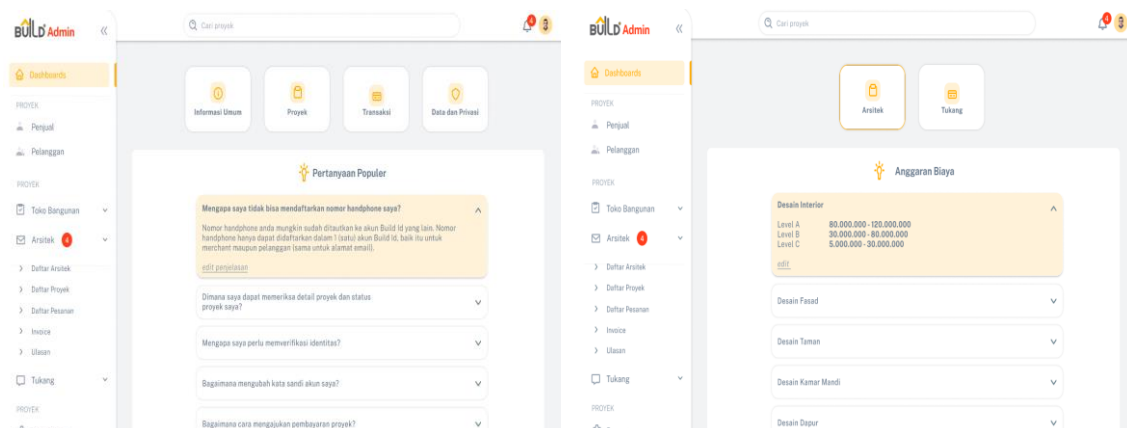 BUILD Admin
Cari proyek
4
Dashboards
PROYEK
Penjual
Pelanggan
PROYEK
Toko Bangunan
Arsitek 4
Daftar Arsitek
Daftar Proyek
Daftar Pesanan
Invoice
Ulasan
Tukang
PROYEK
Informasi Umum
Proyek
Transaksi
Data dan Privasi
Pertanyaan Populer
Mengapa saya tidak bisa mendaftarkan nomor handphone saya?
Nomor handphone anda mungkin sudah ditautkan ke akun Build Id yang lain. Nomor
handphone hanya dapat didaftarkan dalam 1 (satu) akun Build Id, baik itu untuk
merchent maupun pelanggan (sama untuk alamat email).
edit penjelasan
Dimana saya dapat memeriksa detail proyek dan status
proyek saya?
Mengapa saya perlu memverifikasi identitas?
Bagaimana mengubah kata sandi akun saya?
Bagaimana cara mengajukan pembayaran proyek?
BUILD Admin
Cari proyek
4
Dashboards
PROYEK
Penjual
Pelanggan
PROYEK
Toko Bangunan
Arsitek 4
Daftar Arsitek
Daftar Proyek
Daftar Pesanan
Invoice
Ulasan
Tukang
PROYEK
Arsitek
Tukang
Anggaran Biaya
Desain Interior
Level A 80.000.000 - 120.000.000
Level B 30.000.000 - 80.000.000
Level C 5.000.000 - 30.000.000
edit
Desain Fasad
Desain Taman
Desain Kamar Mandi
Desain Dapur